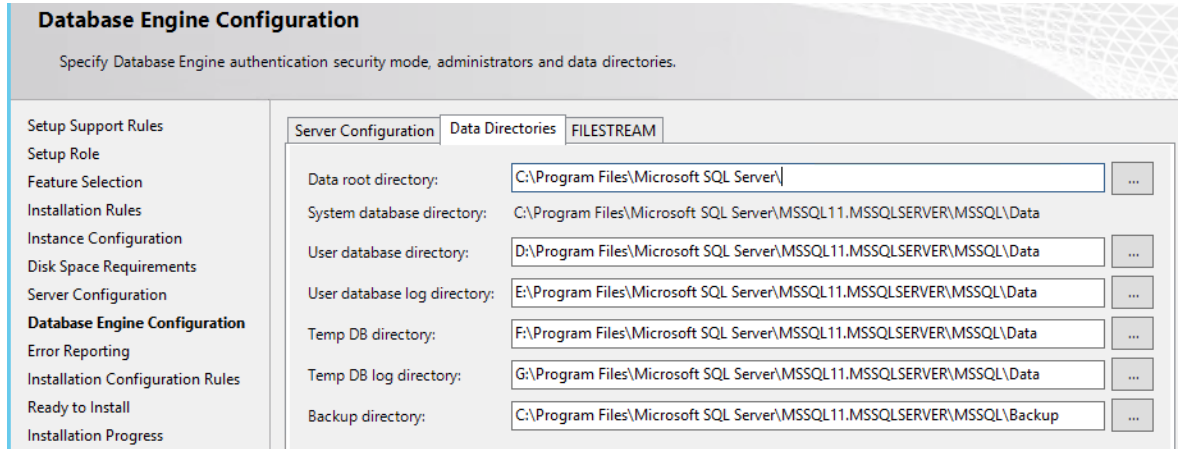 Database Engine Configuration
Specify Database Engine authentication security mode, administrators and data directories.
Setup Support Rules
Setup Role
Feature Selection
Installation Rules
Instance Configuration
Disk Space Requirements
Server Configuration
Database Engine Configuration
Error Reporting
Installation Configuration Rules
Ready to Install
Installation Progress
Server Configuration Data Directories FILESTREAM
Data root directory: C:\Program Files\Microsoft SQL Server\ ...
System database directory: C:\Program Files\Microsoft SQL Server\MSSQL11.MSSQLSERVER\MSSQL\Data
User database directory: D:\Program Files\Microsoft SQL Server\MSSQL11.MSSQLSERVER\MSSQL\Data ...
User database log directory: E:\Program Files\Microsoft SQL Server\MSSQL11.MSSQLSERVER\MSSQL\Data ...
Temp DB directory: F:\Program Files\Microsoft SQL Server\MSSQL11.MSSQLSERVER\MSSQL\Data ...
Temp DB log directory: G:\Program Files\Microsoft SQL Server\MSSQL11.MSSQLSERVER\MSSQL\Data ...
Backup directory: C:\Program Files\Microsoft SQL Server\MSSQL11.MSSQLSERVER\MSSQL\Backup ...